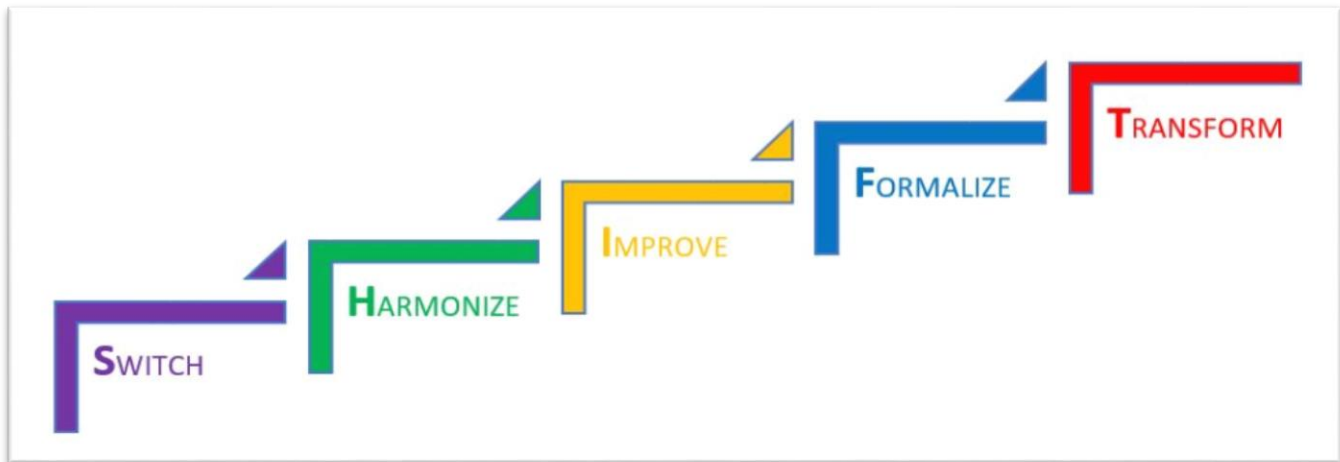 SWITCH
HARMONIZE
IMPROVE
FORMALIZE
TRANSFORM